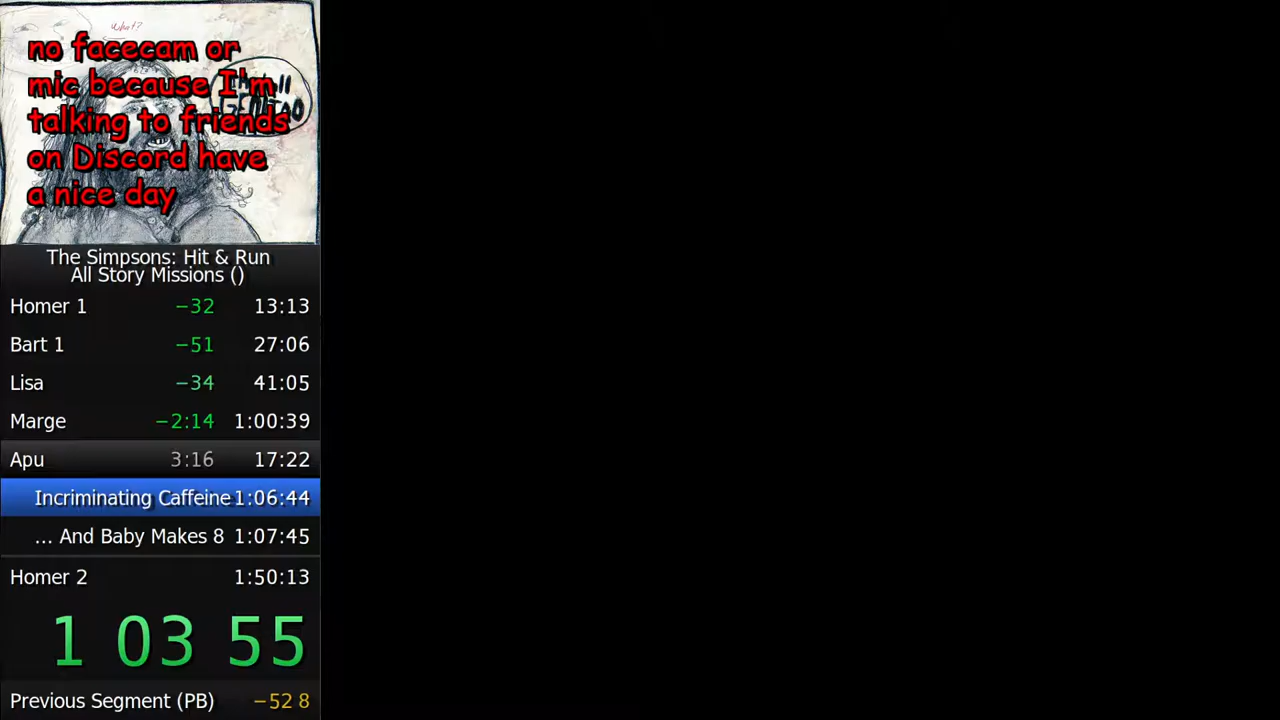 What?
no facecam or
mic because I'm
talking to friends
on Discord have
a nice day
The Simpsons: Hit & Run
All Story Missions ()
Homer 1 −32 13:13
Bart 1 −51 27:06
Lisa −34 41:05
Marge −2:14 1:00:39
Apu 3:16 17:22
Incriminating Caffeine 1:06:44
... And Baby Makes 8 1:07:45
Homer 2 1:50:13
1 03 55
Previous Segment (PB) −52 8